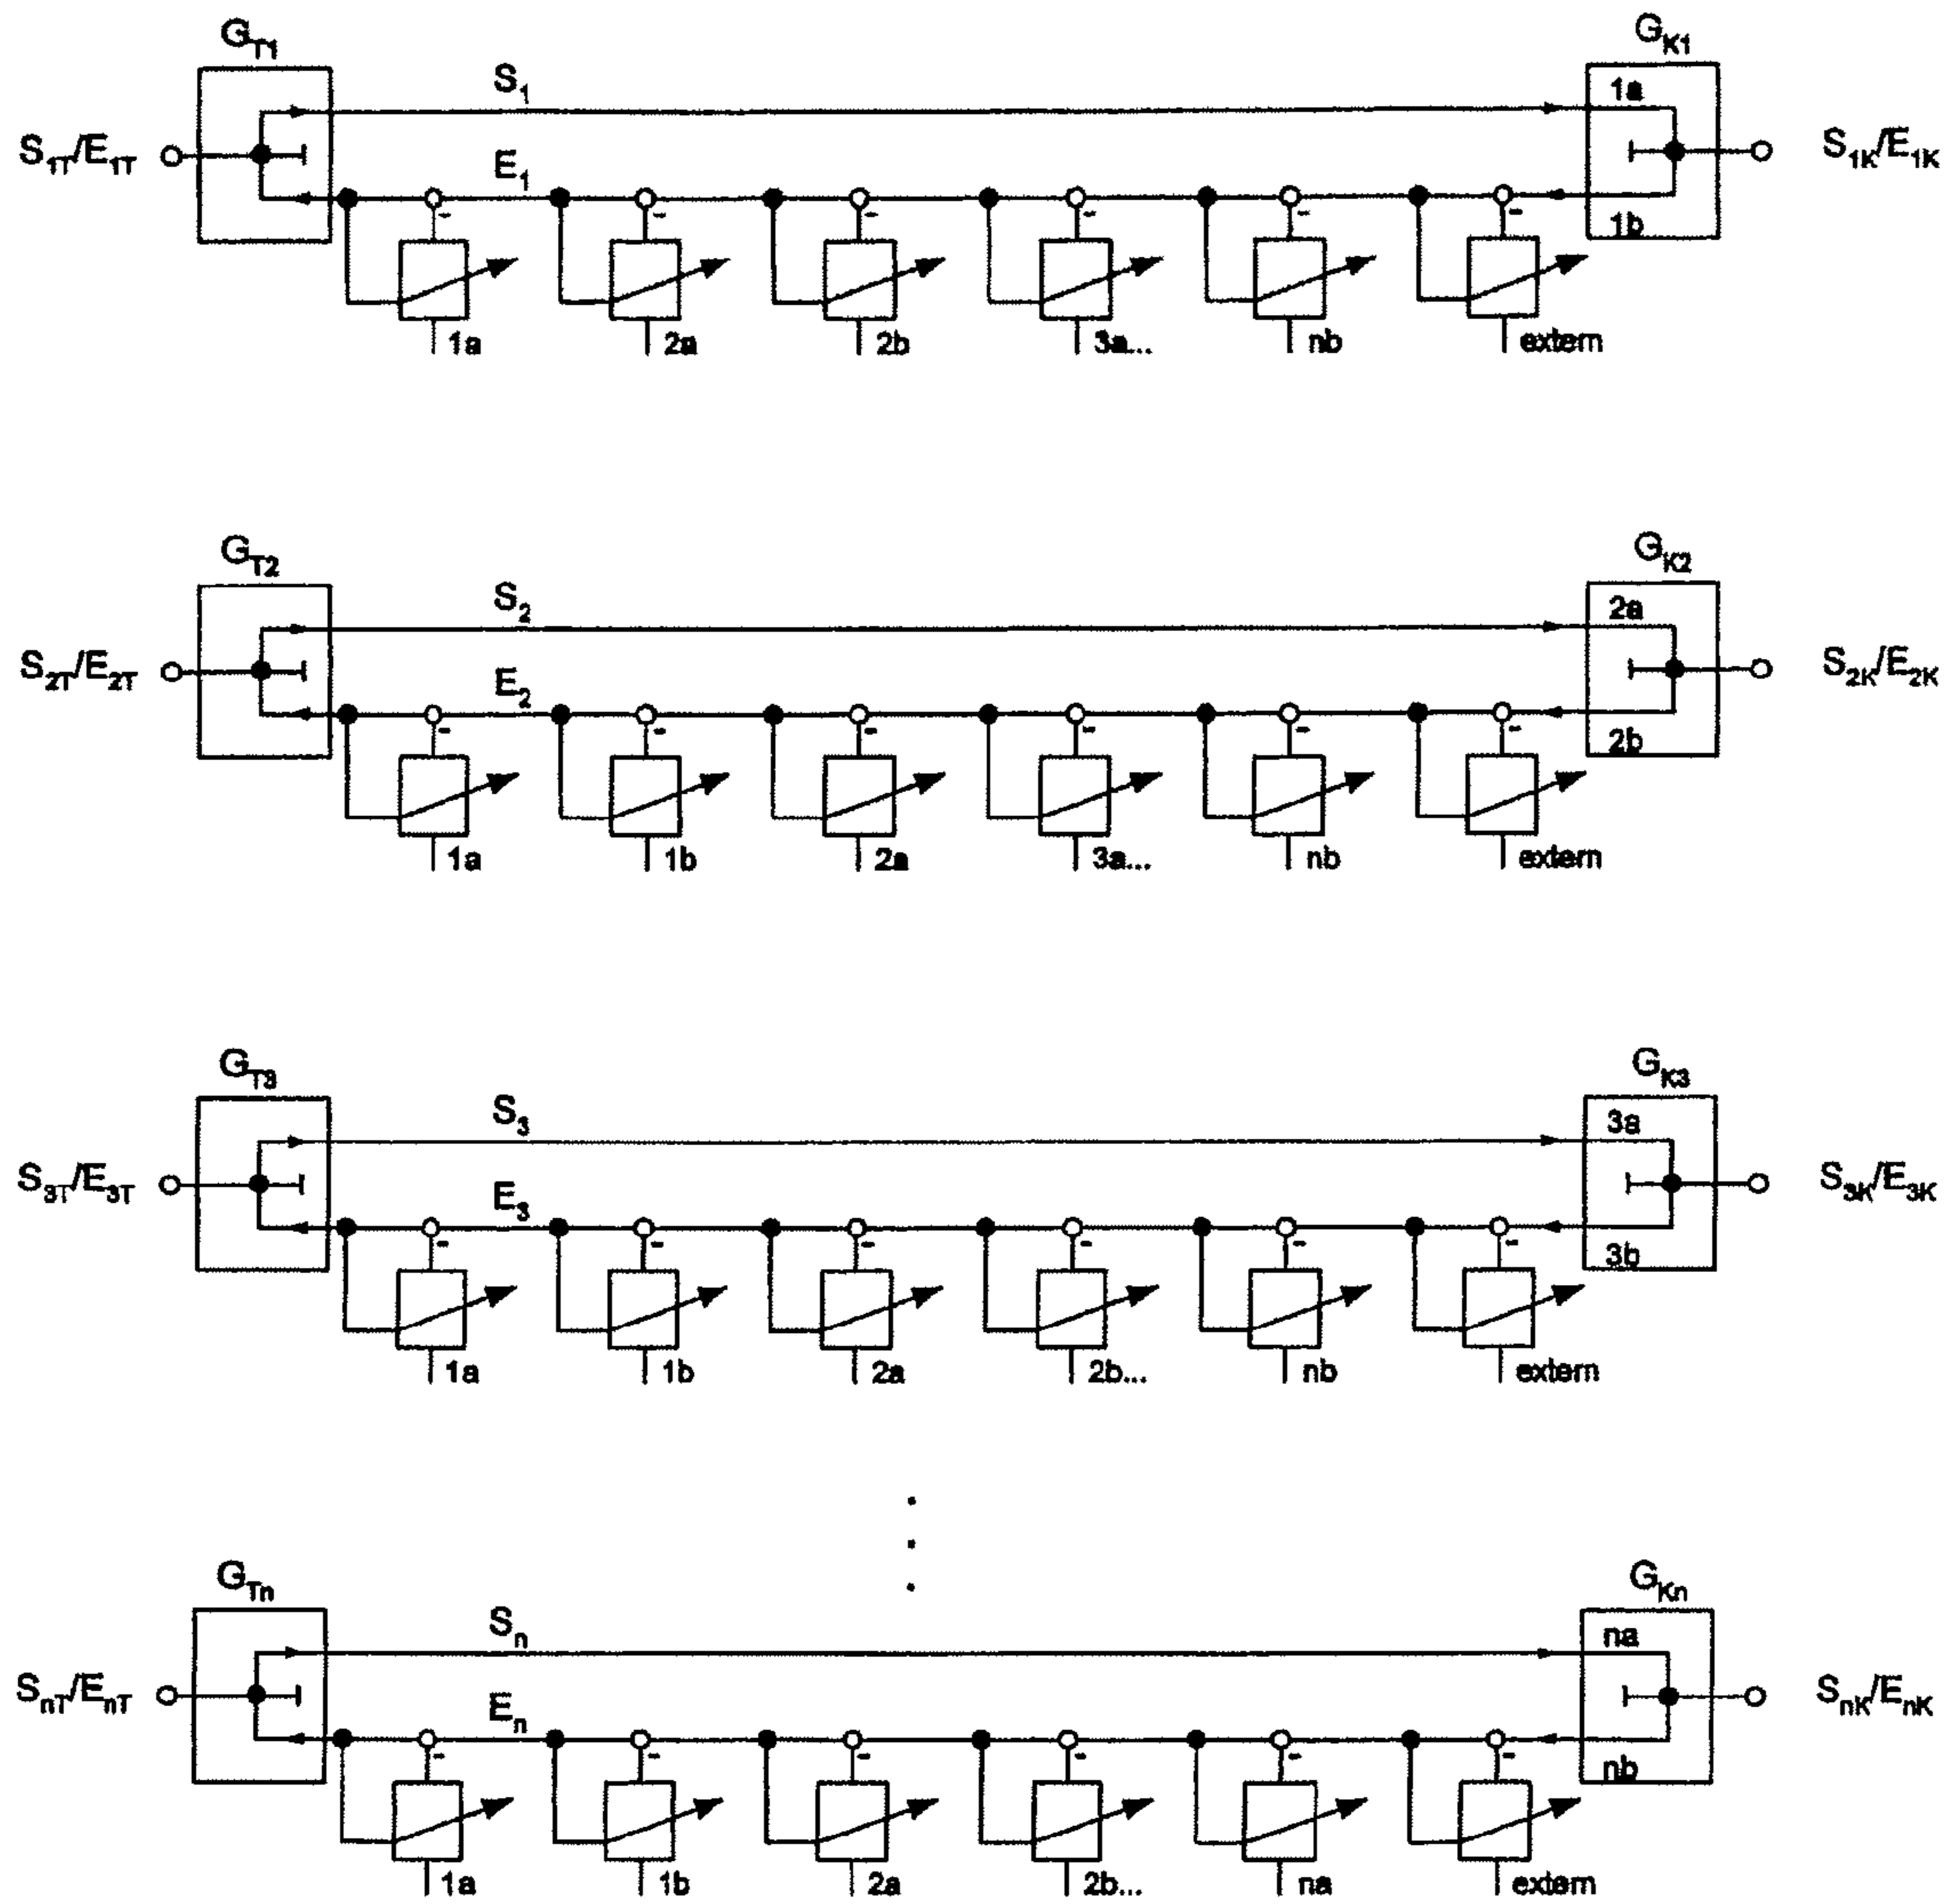 G_T1 G_K1
S_1 1a
S_1T/E_1T S_1K/E_1K
E_1 1b
- - - - - -
1a 2a 2b 3a... nb extern
G_T2 G_K2
S_2 2a
S_2T/E_2T S_2K/E_2K
E_2 2b
- - - - - -
1a 1b 2a 3a... nb extern
G_T3 G_K3
S_3 3a
S_3T/E_3T S_3K/E_3K
E_3 3b
- - - - - -
1a 1b 2a 2b... nb extern
G_Tn G_Kn
S_n na
S_nT/E_nT S_nK/E_nK
E_n nb
- - - - - -
1a 1b 2a 2b... na extern